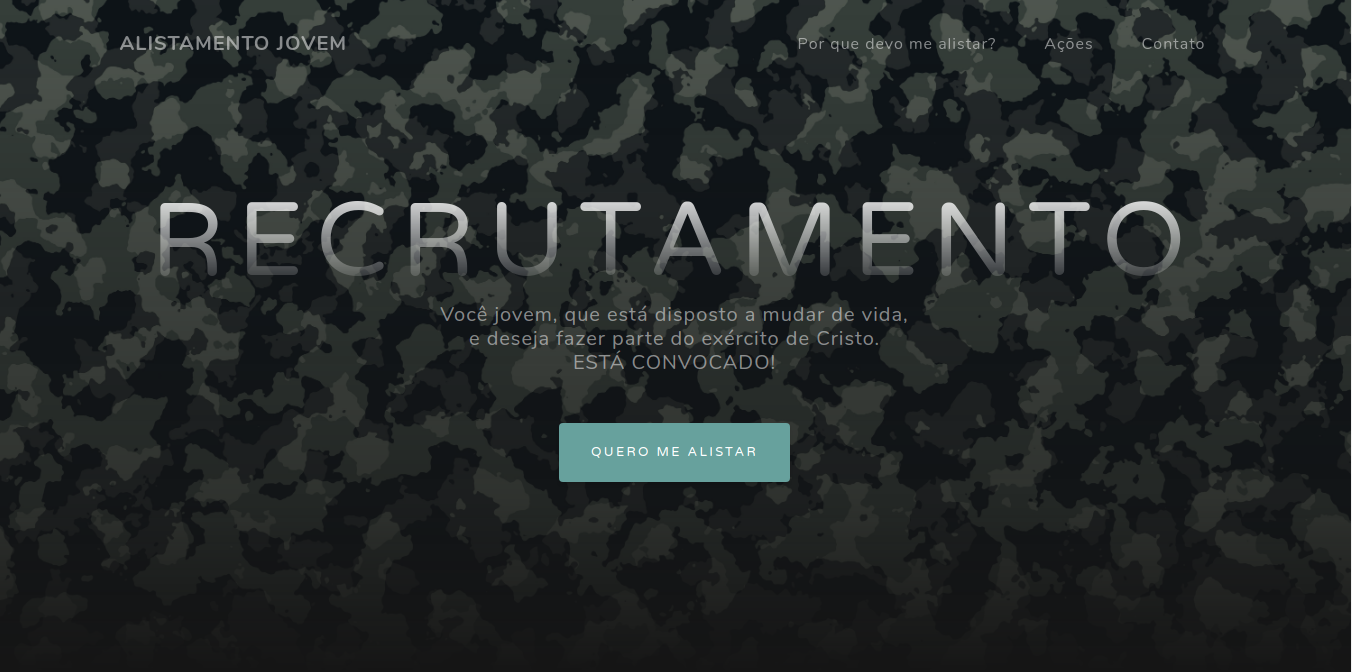 ALISTAMENTO JOVEM
Por que devo me alistar? Ações Contato
RECRUTAMENTO
Você jovem, que está disposto a mudar de vida,
e deseja fazer parte do exército de Cristo.
ESTÁ CONVOCADO!
QUERO ME ALISTAR